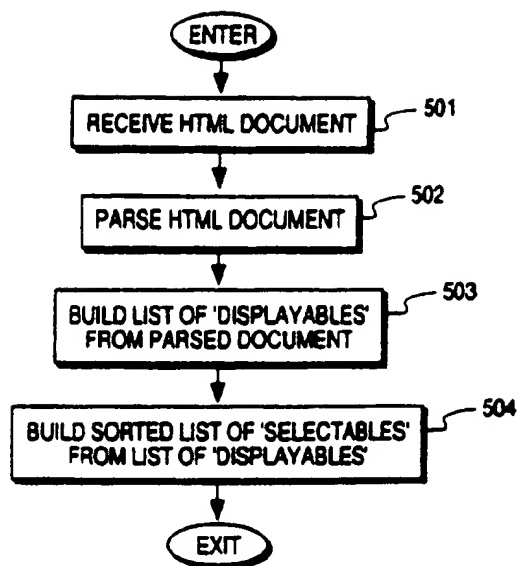 ENTER
RECEIVE HTML DOCUMENT
501
PARSE HTML DOCUMENT
502
BUILD LIST OF 'DISPLAYABLES'
FROM PARSED DOCUMENT
503
BUILD SORTED LIST OF 'SELECTABLES'
FROM LIST OF 'DISPLAYABLES'
504
EXIT